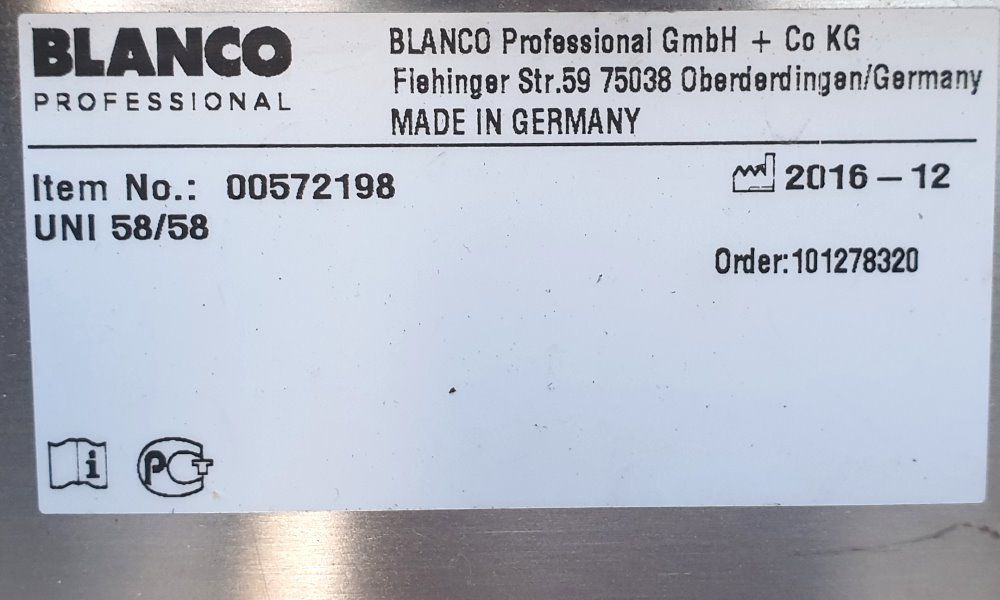 BLANCO
PROFESSIONAL
BLANCO Professional GmbH + Co KG
Flehinger Str.59 75038 Oberderdingen/Germany
MADE IN GERMANY
Item No.: 00572198
UNI 58/58
2016 – 12
Order:101278320
i
PCT